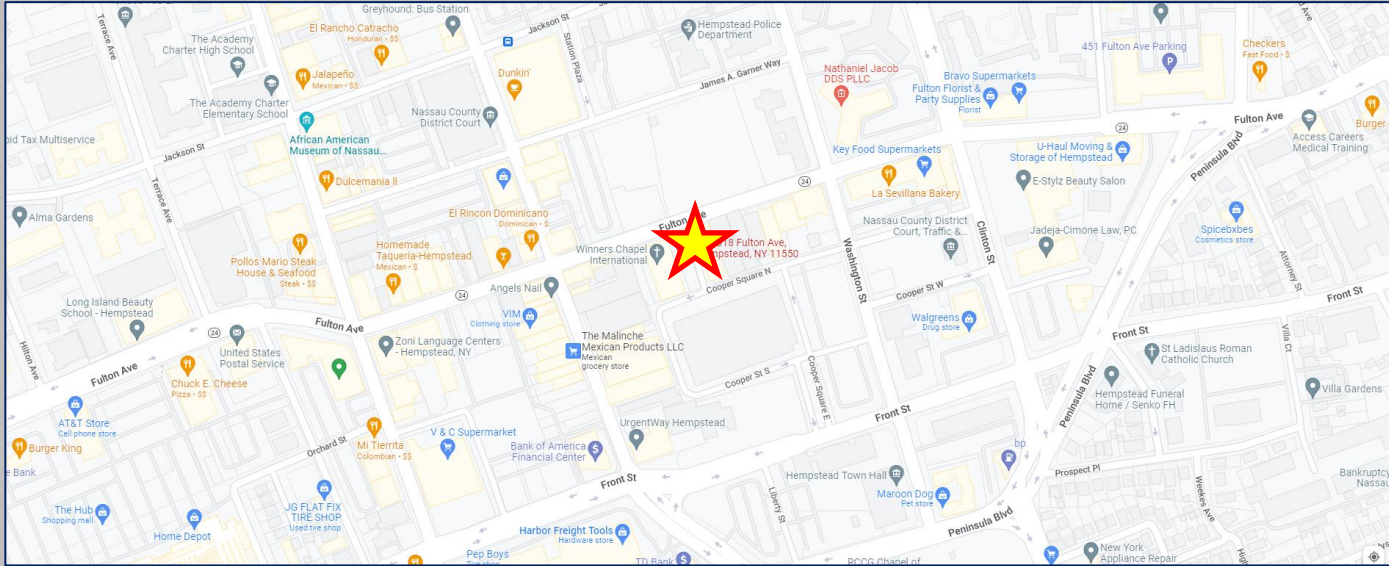 Greyhound: Bus Station
Jackson St
Terrace Ave
The Academy
Charter High School
El Rancho Catracho
Honduran • $$
Station Plaza
Hempstead Police
Department
451 Fulton Ave Parking
Checkers
Fast Food • $
Jalapeño
Mexican • $$
Dunkin'
James A. Garner Way
Nathaniel Jacob
DDS PLLC
Bravo Supermarkets
Fulton Florist &
Party Supplies
Florist
The Academy Charter
Elementary School
Nassau County
District Court
Fulton Ave
Burger
24
African American
Museum of Nassau...
Tax Multiservice
Jackson St
Key Food Supermarkets
U-Haul Moving &
Storage of Hempstead
Peninsula Blvd
Access Careers
Medical Training
Terrace Ave
Dulcemania II
24
La Sevillana Bakery
E-Stylz Beauty Salon
Alma Gardens
El Rincon Dominicano
Dominican • $
Fulton Ave
Nassau County District
Court, Traffic &...
Clinton St
Jadeja-Cimone Law, PC
Spicebxbes
Cosmetics store
Pollos Mario Steak
House & Seafood
Steak • $$
Homemade
Taqueria-Hempstead
Mexican • $
Winners Chapel
International
18 Fulton Ave,
NY 11550
Washington St
Attorney St
Cooper Square N
Long Island Beauty
School - Hempstead
Angels Nail
24
Cooper St W
Front St
VIM
Clothing store
Walgreens
Drug store
Fulton Ave
24
Front St
Villa Ct
Hilton Ave
United States
Postal Service
Zoni Language Centers
- Hempstead, NY
The Malinche
Mexican Products LLC
Mexican
grocery store
St Ladislaus Roman
Catholic Church
Fulton Ave
Chuck E. Cheese
Pizza • $$
Cooper St S
Cooper Square E
Hempstead Funeral
Home / Senko FH
Villa Gardens
AT&T Store
Cell phone store
Front St
Peninsula Blvd
UrgentWay Hempstead
Burger King
Orchard St
Mi Tierrita
Colombian • $$
V & C Supermarket
Bank of America
Financial Center
bp
Bank
Hempstead Town Hall
Prospect Pl
Front St
Maroon Dog
Pet store
Weekes Ave
The Hub
Shopping mall
JG FLAT FIX
TIRE SHOP
Used tire shop
Liberty St
Peninsula Blvd
Home Depot
Harbor Freight Tools
Hardware store
Pep Boys
TD Bank
RCCG Chapel of
New York
Appliance Repair